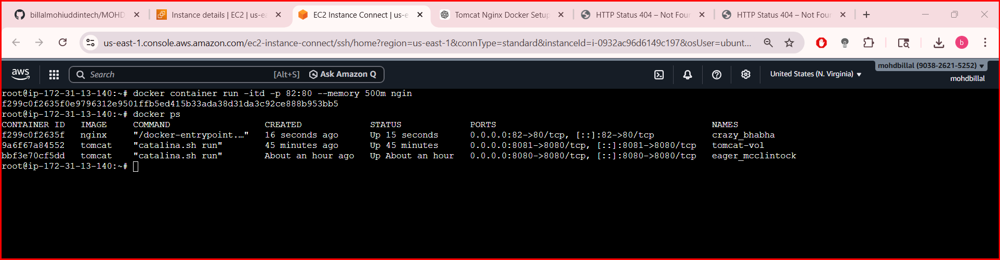 billalmohiuddintech/MOHD
Instance details | EC2 | us-ea
EC2 Instance Connect | us-e
Tomcat Nginx Docker Setup
HTTP Status 404 – Not Foun
HTTP Status 404 – Not Foun
us-east-1.console.aws.amazon.com/ec2-instance-connect/ssh/home?region=us-east-1&connType=standard&instanceId=i-0932ac96d6149c197&osUser=ubunt...
b
aws
Search
[Alt+S]
Ask Amazon Q
United States (N. Virginia)
mohdbillal (9038-2621-5252)
mohdbillal
root@ip-172-31-13-140:~# docker container run -itd -p 82:80 --memory 500m ngin
f299c0f2635f0e9796312e9501ffb5ed415b33ada38d31da3c92ce888b953bb5
root@ip-172-31-13-140:~# docker ps
CONTAINER ID IMAGE COMMAND CREATED STATUS PORTS NAMES
f299c0f2635f nginx "/docker-entrypoint.…" 16 seconds ago Up 15 seconds 0.0.0.0:82->80/tcp, [::]:82->80/tcp crazy_bhabha
9a6f67a84552 tomcat "catalina.sh run" 45 minutes ago Up 45 minutes 0.0.0.0:8081->8080/tcp, [::]:8081->8080/tcp tomcat-vol
bbf3e70cf5dd tomcat "catalina.sh run" About an hour ago Up About an hour 0.0.0.0:8080->8080/tcp, [::]:8080->8080/tcp eager_mcclintock
root@ip-172-31-13-140:~#